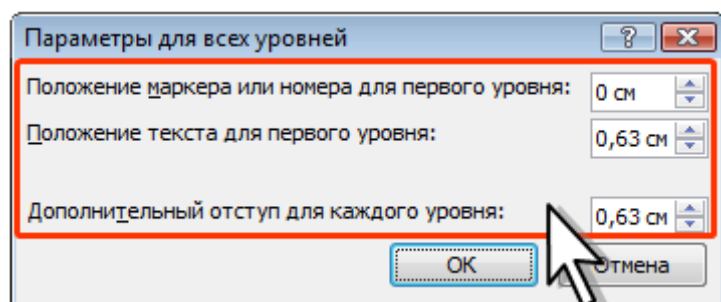 Параметры для всех уровней
Положение маркера или номера для первого уровня: 0 см
Положение текста для первого уровня: 0,63 см
Дополнительный отступ для каждого уровня: 0,63 см
ОК Отмена